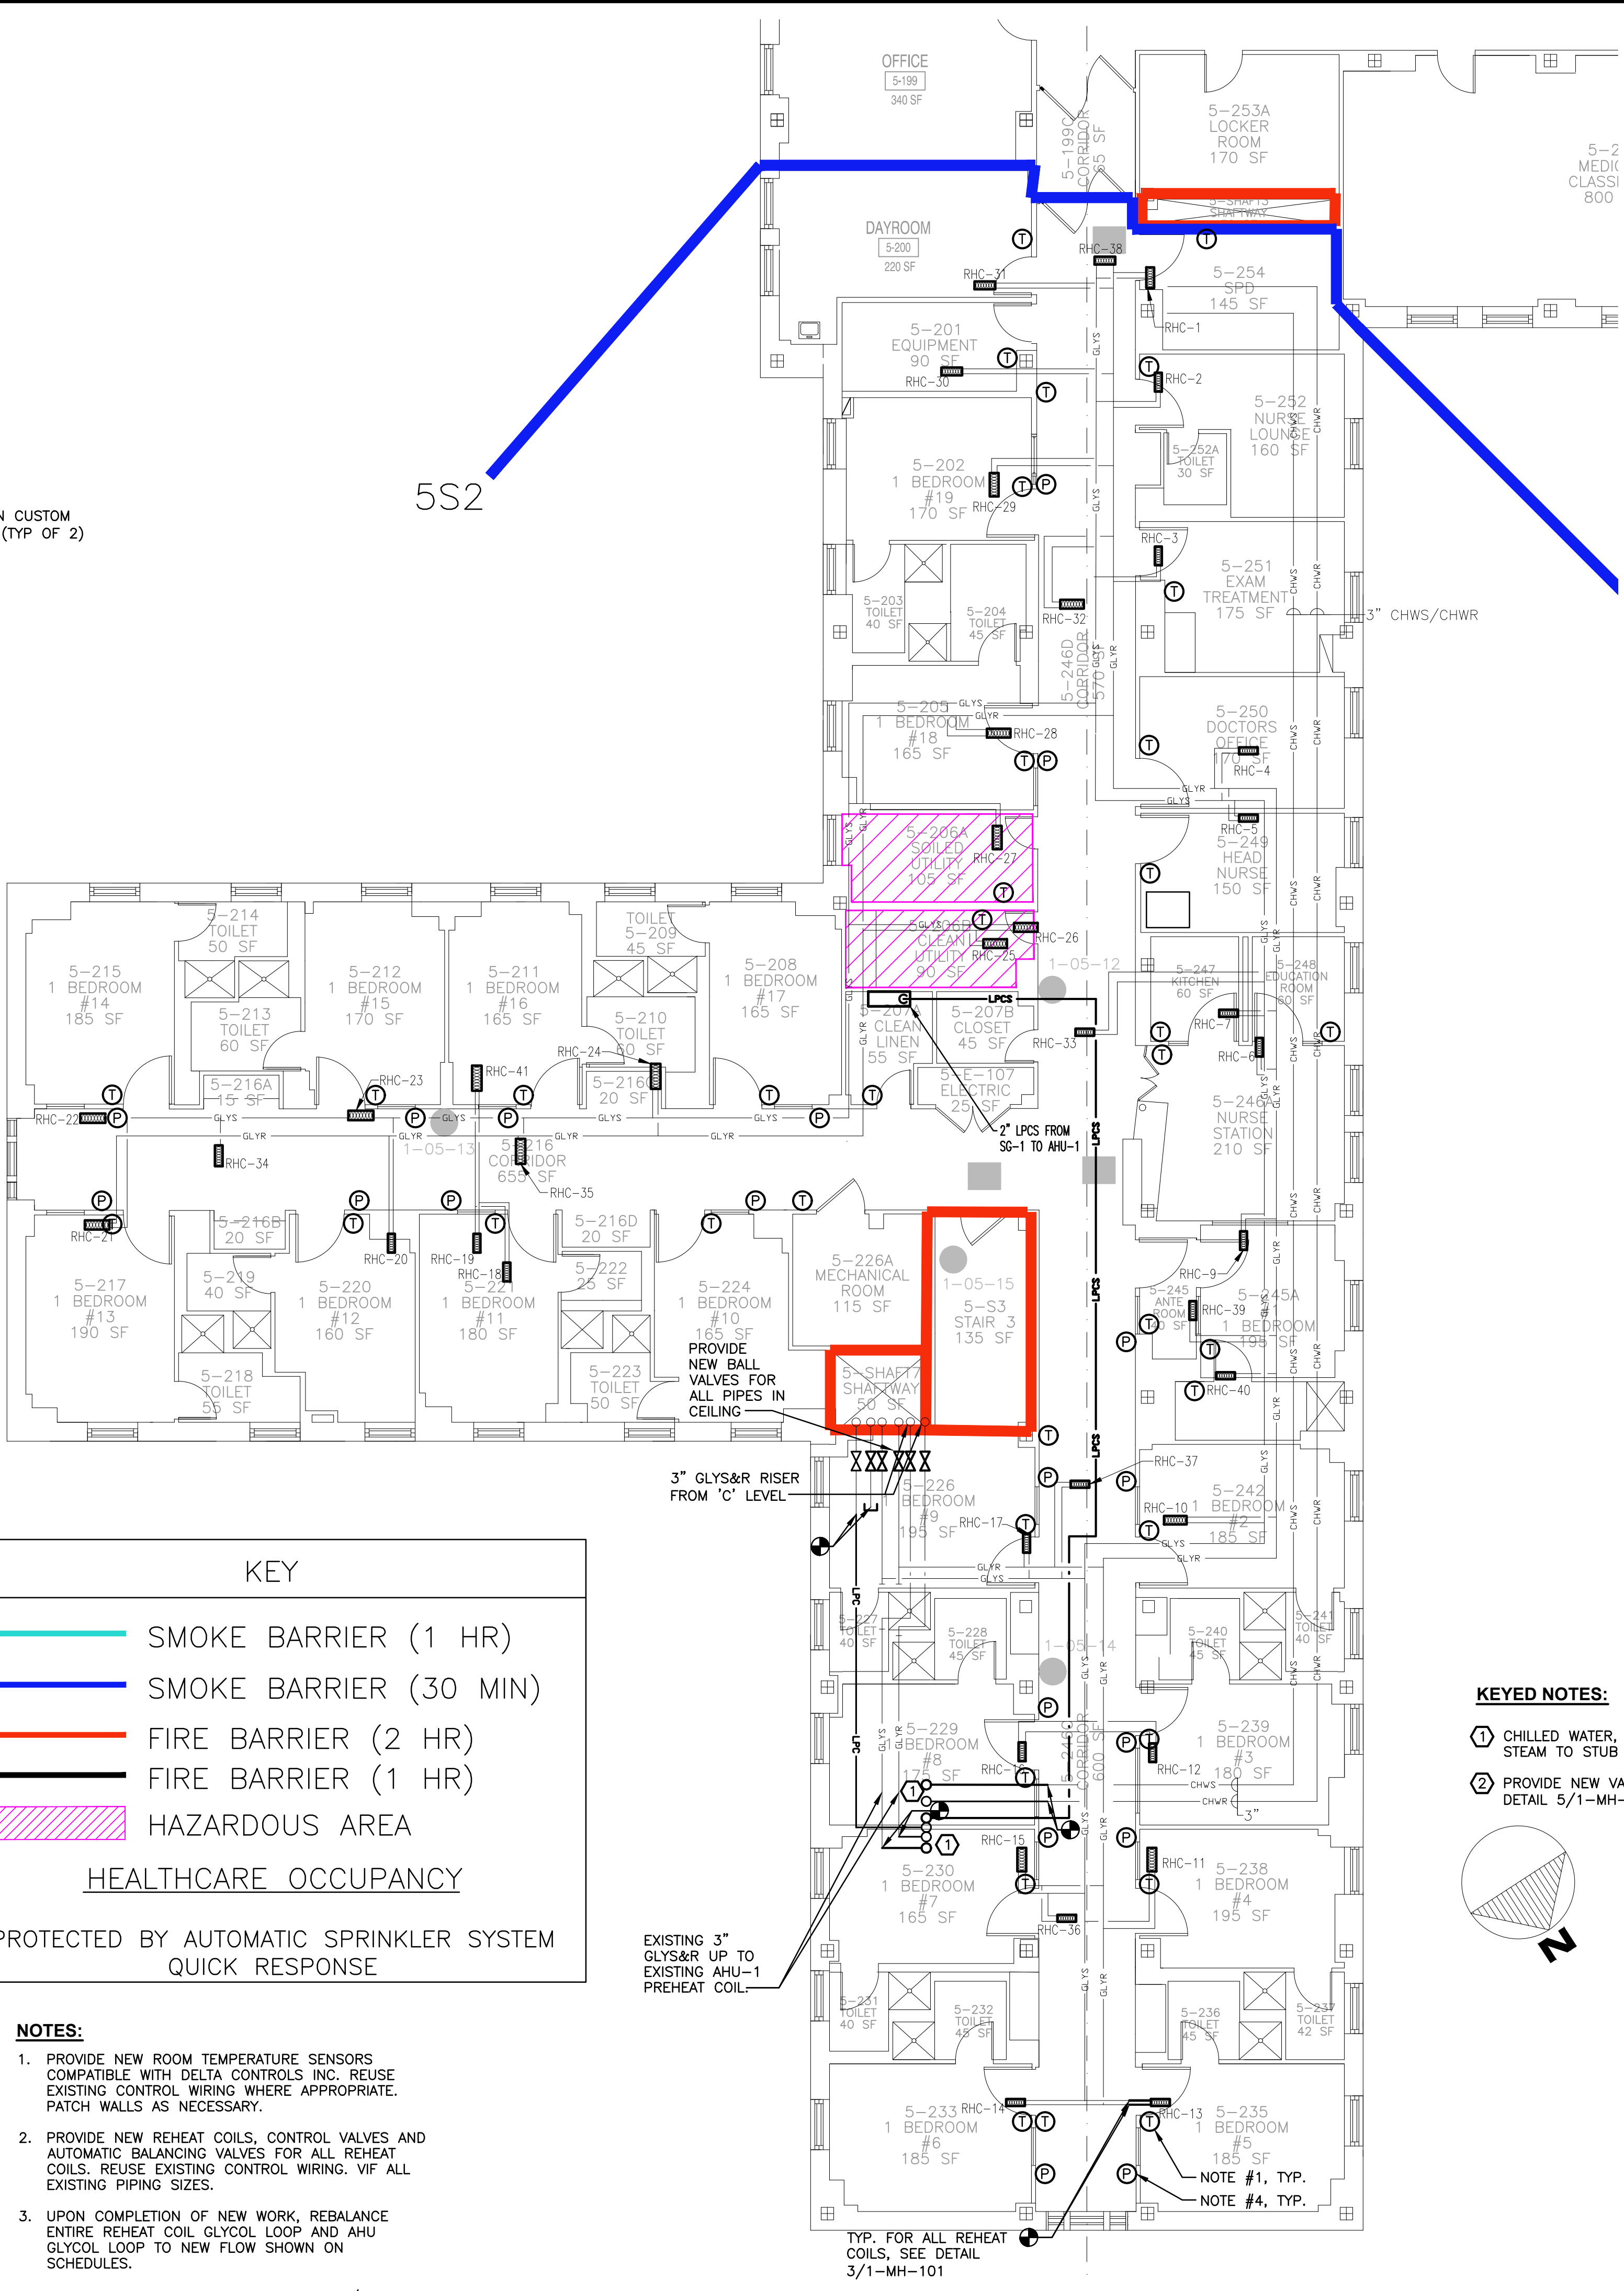 OFFICE
5-199
340 SF
5-199C
CORRIDOR
65 SF
5-253A
LOCKER
ROOM
170 SF
5-SHAFT3
SHAFTWAY
DAYROOM
5-200
220 SF
RHC-38
RHC-31
5-254
SPD
145 SF
RHC-1
5-201
EQUIPMENT
90 SF
RHC-30
RHC-2
5-252
NURSE
LOUNGE
160 SF
5-252A
TOILET
30 SF
5S2
N CUSTOM
(TYP OF 2)
5-202
1 BEDROOM
#19
170 SF
RHC-29
RHC-3
5-251
EXAM
TREATMENT
175 SF
3" CHWS/CHWR
5-203
TOILET
40 SF
5-204
TOILET
45 SF
RHC-32
5-246D
CORRIDOR
570 SF
5-205
1 BEDROOM
#18
165 SF
RHC-28
5-250
DOCTORS
OFFICE
170 SF
RHC-4
RHC-5
5-206A
SOILED
UTILITY
105 SF
RHC-27
5-249
HEAD
NURSE
150 SF
5-206B
CLEAN
UTILITY
90 SF
RHC-25
RHC-26
1-05-12
5-247
KITCHEN
60 SF
5-248
EDUCATION
ROOM
60 SF
RHC-7
RHC-6
RHC-33
5-214
TOILET
50 SF
TOILET
5-209
45 SF
5-215
1 BEDROOM
#14
185 SF
5-212
1 BEDROOM
#15
170 SF
5-211
1 BEDROOM
#16
165 SF
5-208
1 BEDROOM
#17
165 SF
5-213
TOILET
60 SF
5-210
TOILET
60 SF
5-207A
CLEAN
LINEN
55 SF
5-207B
CLOSET
45 SF
LPCS
5-E-107
ELECTRIC
25 SF
2" LPCS FROM
SG-1 TO AHU-1
5-216A
15 SF
RHC-23
RHC-41
RHC-24
5-216C
20 SF
RHC-22
GLYS
GLYR
1-05-13
5-216
CORRIDOR
655 SF
RHC-34
RHC-35
5-246A
NURSE
STATION
210 SF
RHC-21
5-216B
20 SF
RHC-20
RHC-19
RHC-18
5-216D
20 SF
5-217
1 BEDROOM
#13
190 SF
5-219
40 SF
5-220
1 BEDROOM
#12
160 SF
5-221
1 BEDROOM
#11
180 SF
5-222
25 SF
5-224
1 BEDROOM
#10
165 SF
5-226A
MECHANICAL
ROOM
115 SF
1-05-15
5-S3
STAIR 3
135 SF
5-218
TOILET
55 SF
5-223
TOILET
50 SF
5-SHAFT7
SHAFTWAY
50 SF
RHC-9
5-245
ANTE
ROOM
40 SF
RHC-39
5-245A
#1
1 BEDROOM
195 SF
RHC-40
PROVIDE
NEW BALL
VALVES FOR
ALL PIPES IN
CEILING
3" GLYS&R RISER
FROM 'C' LEVEL
5-226
BEDROOM
#9
195 SF
RHC-17
RHC-37
RHC-10
5-242
1 BEDROOM
#2
185 SF
5-227
TOILET
40 SF
5-228
TOILET
45 SF
1-05-14
5-240
TOILET
45 SF
5-241
TOILET
40 SF
LPC
LPC
5-229
1 BEDROOM
#8
175 SF
RHC-16
5-246C
CORRIDOR
600 SF
RHC-12
5-239
1 BEDROOM
#3
180 SF
CHWS
CHWR
3"
1
1
RHC-15
RHC-11
5-230
1 BEDROOM
#7
165 SF
5-238
1 BEDROOM
#4
195 SF
RHC-36
EXISTING 3"
GLYS&R UP TO
EXISTING AHU-1
PREHEAT COIL.
5-231
TOILET
40 SF
5-232
TOILET
45 SF
5-236
TOILET
45 SF
5-237
TOILET
42 SF
RHC-14
RHC-13
5-233
1 BEDROOM
#6
185 SF
5-235
1 BEDROOM
#5
185 SF
NOTE #1, TYP.
NOTE #4, TYP.
TYP. FOR ALL REHEAT
COILS, SEE DETAIL
3/1-MH-101
KEY
SMOKE BARRIER (1 HR)
SMOKE BARRIER (30 MIN)
FIRE BARRIER (2 HR)
FIRE BARRIER (1 HR)
HAZARDOUS AREA
HEALTHCARE OCCUPANCY
PROTECTED BY AUTOMATIC SPRINKLER SYSTEM
QUICK RESPONSE
NOTES:
1. PROVIDE NEW ROOM TEMPERATURE SENSORS
COMPATIBLE WITH DELTA CONTROLS INC. REUSE
EXISTING CONTROL WIRING WHERE APPROPRIATE.
PATCH WALLS AS NECESSARY.
2. PROVIDE NEW REHEAT COILS, CONTROL VALVES AND
AUTOMATIC BALANCING VALVES FOR ALL REHEAT
COILS. REUSE EXISTING CONTROL WIRING. VIF ALL
EXISTING PIPING SIZES.
3. UPON COMPLETION OF NEW WORK, REBALANCE
ENTIRE REHEAT COIL GLYCOL LOOP AND AHU
GLYCOL LOOP TO NEW FLOW SHOWN ON
SCHEDULES.
KEYED NOTES:
1 CHILLED WATER,
STEAM TO STUB
2 PROVIDE NEW VA
DETAIL 5/1-MH-
N